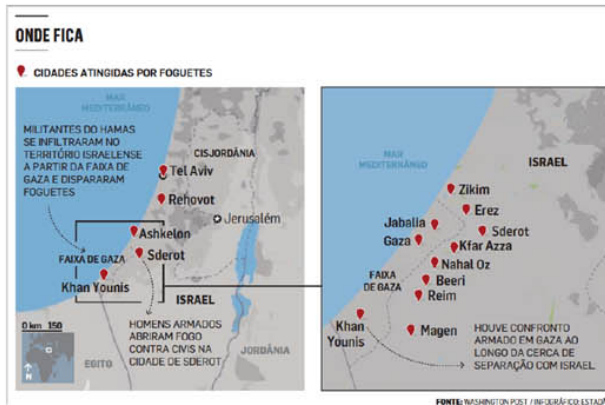 ONDE FICA
CIDADES ATINGIDAS POR FOGUETES
MAR
MEDITERRÂNEO
MILITANTES DO HAMAS
SE INFILTRARAM NO
TERRITÓRIO ISRAELENSE
A PARTIR DA FAIXA DE
GAZA E DISPARARAM
FOGUETES
CISJORDÂNIA
Tel Aviv
Rehovot
Jerusalém
Ashkelon
Sderot
FAIXA DE GAZA
Khan Younis
ISRAEL
0 km 150
HOMENS ARMADOS
ABRIRAM FOGO
CONTRA CIVIS NA
CIDADE DE SDEROT
EGITO
JORDÂNIA
N
MAR
MEDITERRÂNEO
ISRAEL
Zikim
Erez
Jabalia
Sderot
Gaza
Kfar Azza
Nahal Oz
FAIXA
DE GAZA
Beeri
Reim
Khan
Younis
Magen
HOUVE CONFRONTO
ARMADO EM GAZA AO
LONGO DA CERCA DE
SEPARAÇÃO COM ISRAEL
FONTE: WASHINGTON POST / INFOGRÁFICO: ESTADÃ